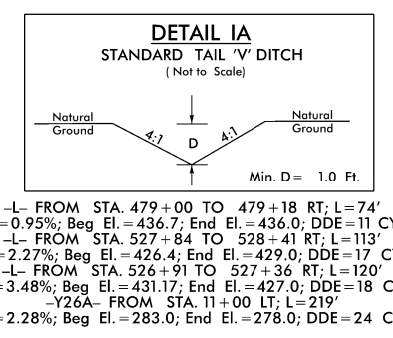 DETAIL IA
STANDARD TAIL 'V' DITCH
( Not to Scale)
Natural
Ground
4:1
D
4:1
Natural
Ground
Min. D= 1.0 Ft.
-L- FROM STA. 479+00 TO 479+18 RT; L=74'
=0.95%; Beg El.=436.7; End El.=436.0; DDE=11 CY
-L- FROM STA. 527+84 TO 528+41 RT; L=113'
=2.27%; Beg El.=426.4; End El.=429.0; DDE=17 CY
-L- FROM STA. 526+91 TO 527+36 RT; L=120'
=3.48%; Beg El.=431.17; End El.=427.0; DDE=18 C
-Y26A- FROM STA. 11+00 LT; L=219'
=2.28%; Beg El.=283.0; End El.=278.0; DDE=24 C